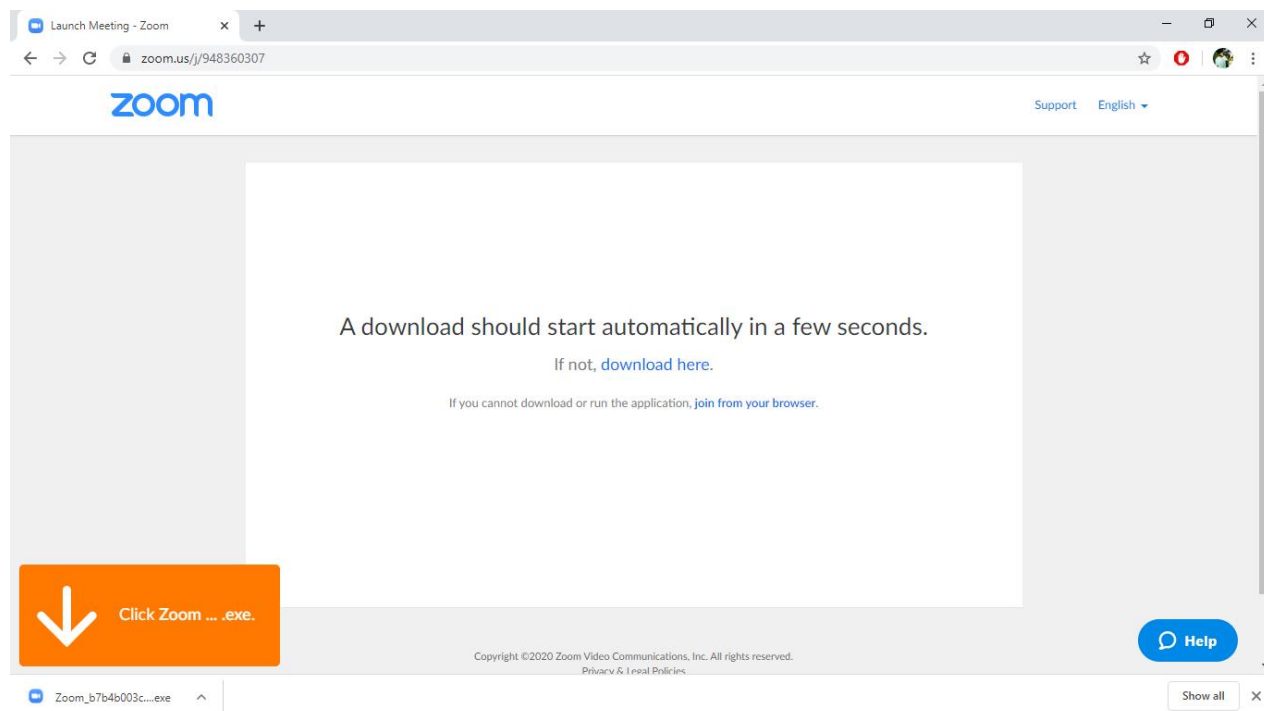 Launch Meeting - Zoom
zoom.us/j/948360307
zoom
Support English
A download should start automatically in a few seconds.
If not, download here.
If you cannot download or run the application, join from your browser.
Click Zoom ... .exe.
Help
Copyright ©2020 Zoom Video Communications, Inc. All rights reserved.
Privacy & Legal Policies
Zoom_b7b4b003c....exe
Show all